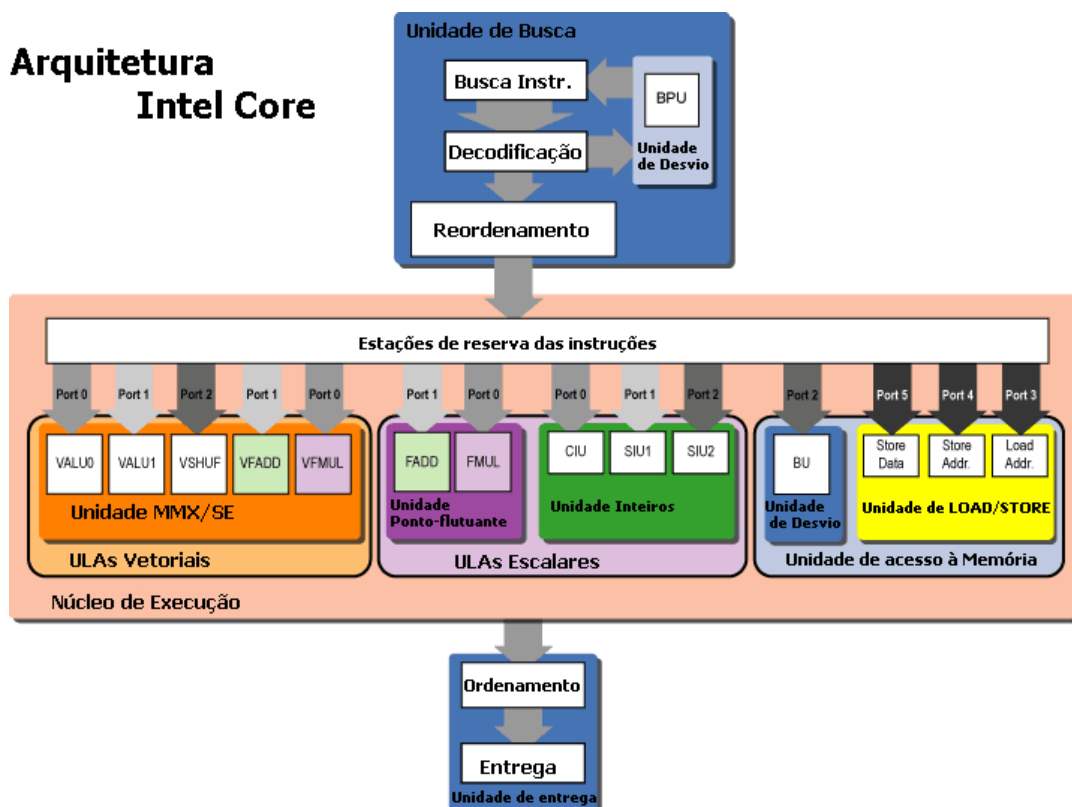 Arquitetura
Intel Core
Unidade de Busca
Busca Instr.
BPU
Decodificação
Unidade
de Desvio
Reordenamento
Estações de reserva das instruções
Port 0
Port 1
Port 2
Port 1
Port 0
Port 1
Port 0
Port 0
Port 1
Port 2
Port 2
Port 5
Port 4
Port 3
VALU0
VALU1
VSHUF
VFADD
VFMUL
Unidade MMX/SE
ULAs Vetoriais
FADD
FMUL
Unidade
Ponto-flutuante
CIU
SIU1
SIU2
Unidade Inteiros
ULAs Escalares
BU
Unidade
de Desvio
Store
Data
Store
Addr.
Load
Addr.
Unidade de LOAD/STORE
Unidade de acesso à Memória
Núcleo de Execução
Ordenamento
Entrega
Unidade de entrega